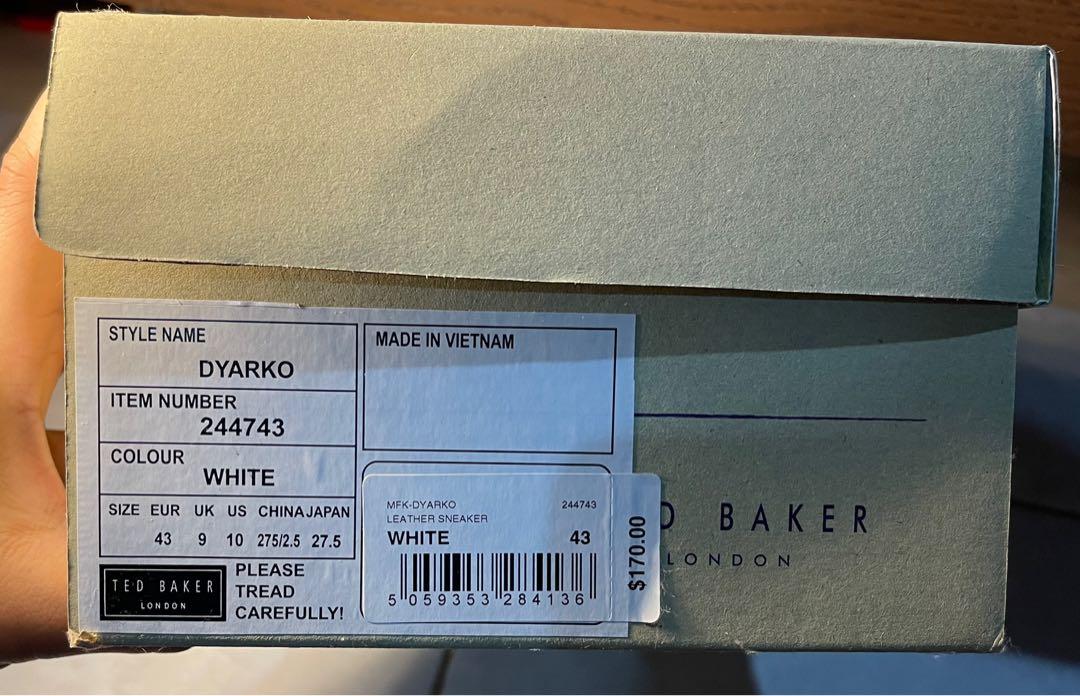 STYLE NAME
DYARKO
ITEM NUMBER
244743
COLOUR
WHITE
SIZE EUR UK US CHINA JAPAN
43 9 10 275/2.5 27.5
TED BAKER
LONDON
PLEASE
TREAD
CAREFULLY!
MADE IN VIETNAM
MFK-DYARKO 244743
LEATHER SNEAKER
WHITE 43
5 059353 284136
$170.00
D BAKER
LONDON